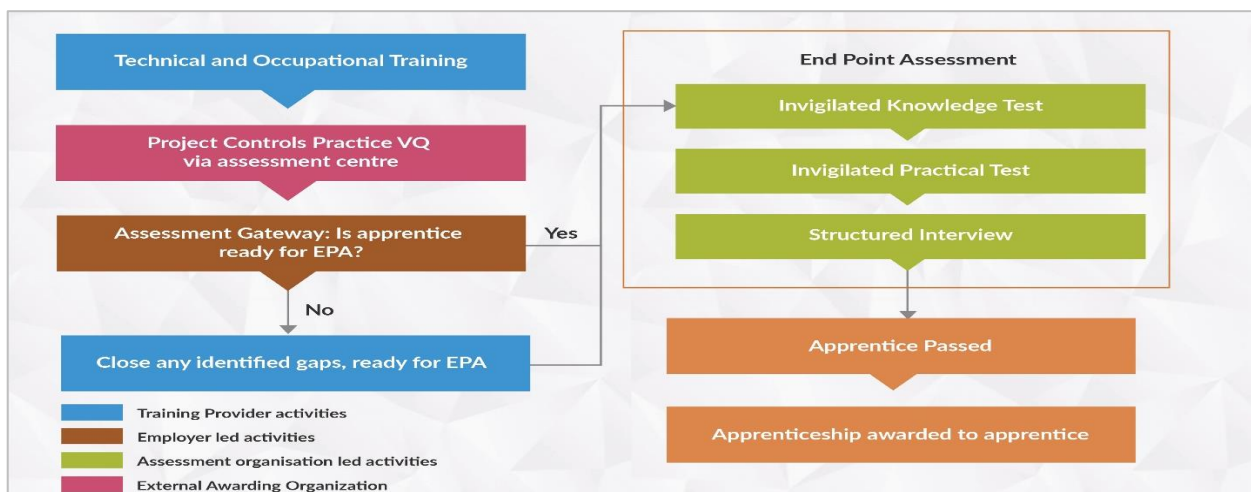 Technical and Occupational Training
Project Controls Practice VQ
via assessment centre
Assessment Gateway: Is apprentice
ready for EPA?
Yes
No
Close any identified gaps, ready for EPA
Training Provider activities
Employer led activities
Assessment organisation led activities
External Awarding Organization
End Point Assessment
Invigilated Knowledge Test
Invigilated Practical Test
Structured Interview
Apprentice Passed
Apprenticeship awarded to apprentice